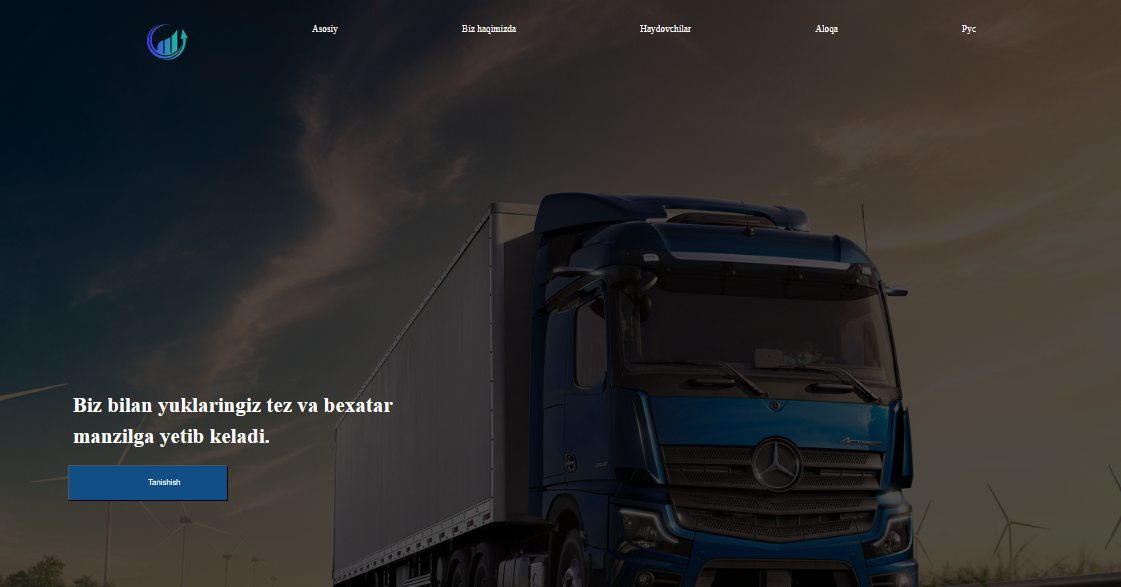 Asosiy
Biz haqimizda
Haydovchilar
Aloqa
Рус
Biz bilan yuklaringiz tez va bexatar
manzilga yetib keladi.
Tanishish